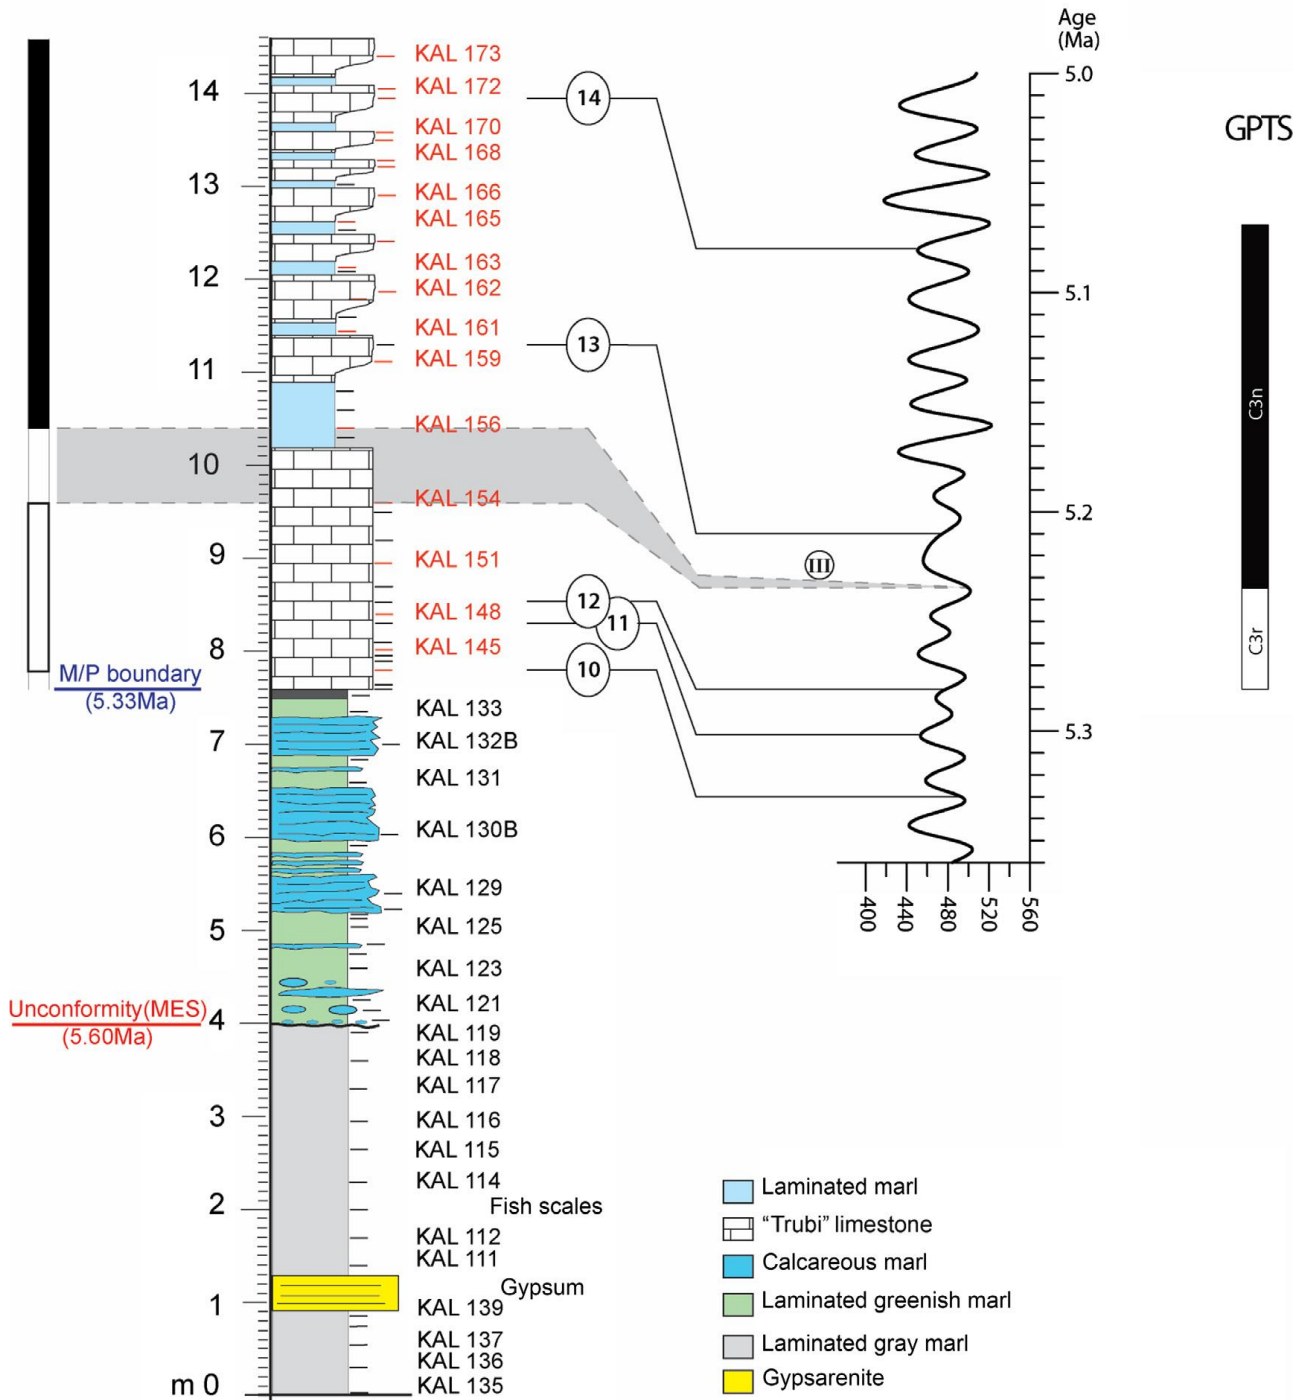 Age
(Ma)
GPTS
14
13
12
11
10
9
8
7
6
5
4
3
2
1
m 0
KAL 173
KAL 172
KAL 170
KAL 168
KAL 166
KAL 165
KAL 163
KAL 162
KAL 161
KAL 159
KAL 156
KAL 154
KAL 151
KAL 148
KAL 145
KAL 133
KAL 132B
KAL 131
KAL 130B
KAL 129
KAL 125
KAL 123
KAL 121
KAL 119
KAL 118
KAL 117
KAL 116
KAL 115
KAL 114
Fish scales
KAL 112
KAL 111
Gypsum
KAL 139
KAL 137
KAL 136
KAL 135
M/P boundary
(5.33Ma)
Unconformity(MES)
(5.60Ma)
14
13
III
12
11
10
5.0
5.1
5.2
5.3
400
440
480
520
560
C3n
C3r
Laminated marl
“Trubi” limestone
Calcareous marl
Laminated greenish marl
Laminated gray marl
Gypsarenite